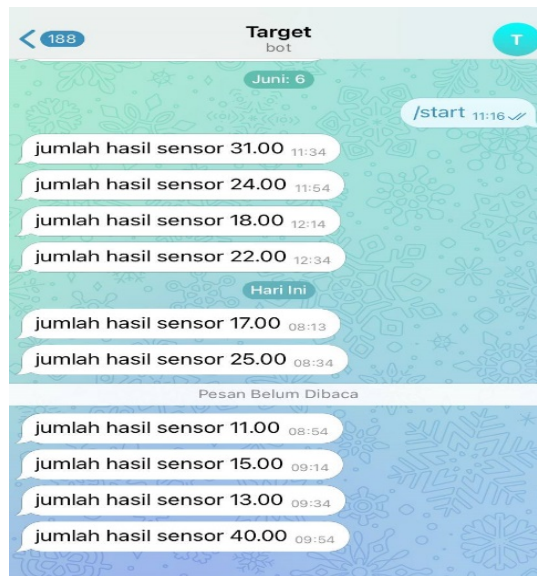 188
Target
bot
T
Juni: 6
/start 11:16
jumlah hasil sensor 31.00 11:34
jumlah hasil sensor 24.00 11:54
jumlah hasil sensor 18.00 12:14
jumlah hasil sensor 22.00 12:34
Hari Ini
jumlah hasil sensor 17.00 08:13
jumlah hasil sensor 25.00 08:34
Pesan Belum Dibaca
jumlah hasil sensor 11.00 08:54
jumlah hasil sensor 15.00 09:14
jumlah hasil sensor 13.00 09:34
jumlah hasil sensor 40.00 09:54